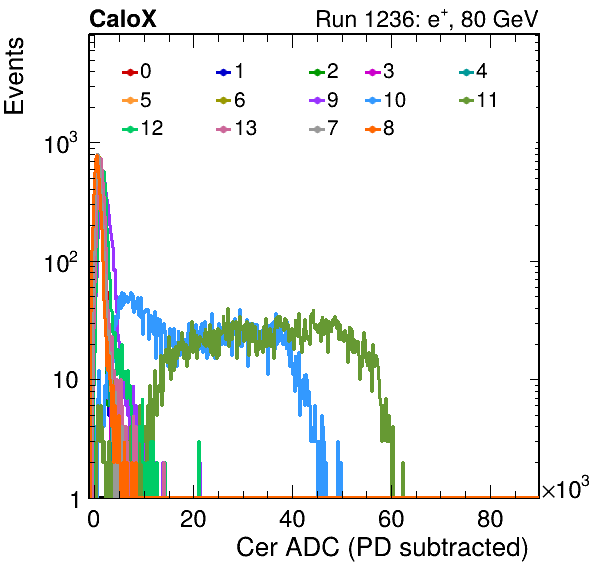 CaloX Run 1236: e⁺, 80 GeV
Events
0 1 2 3 4
5 6 9 10 11
12 13 7 8
10³
10²
10
1
0 20 40 60 80 ×10³
Cer ADC (PD subtracted)